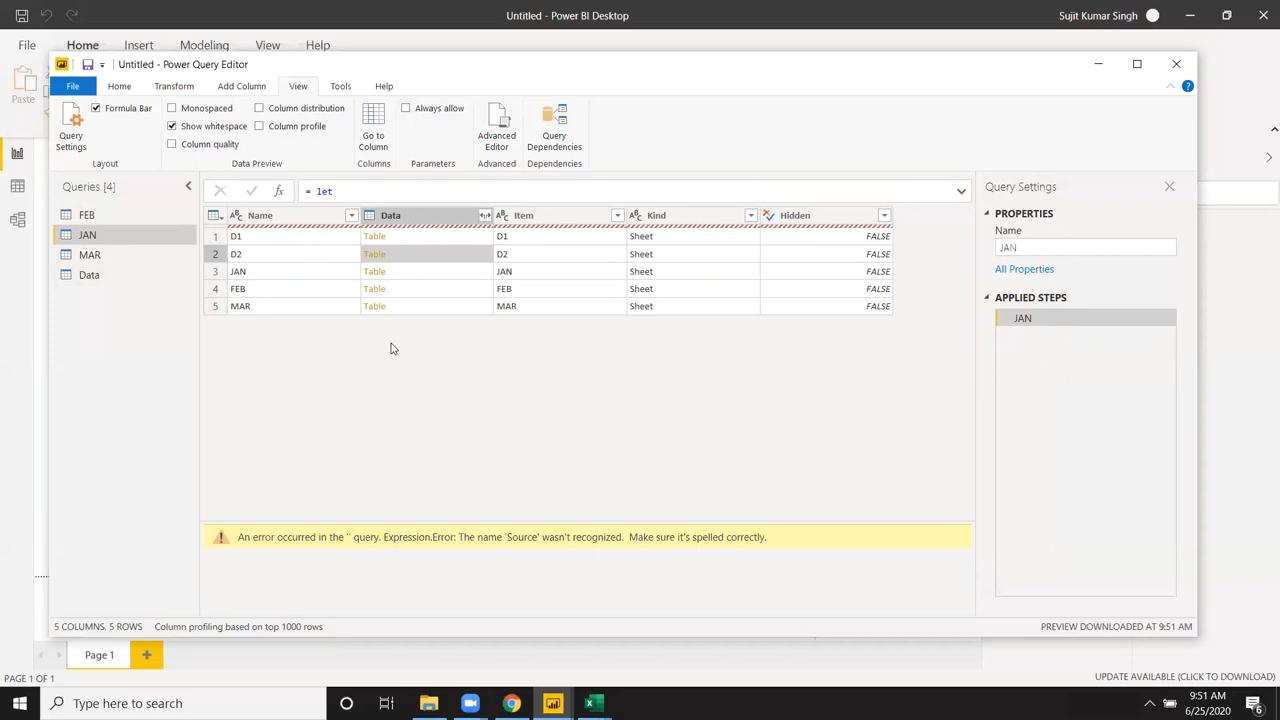 Untitled - Power BI Desktop
Sujit Kumar Singh
File Home Insert Modeling View Help
Untitled - Power Query Editor
File Home Transform Add Column View Tools Help
Paste
Query Settings
Formula Bar
Layout
Monospaced
Show whitespace
Column quality
Column distribution
Column profile
Data Preview
Go to Column
Columns
Always allow
Parameters
Advanced Editor
Advanced
Query Dependencies
Dependencies
Queries [4]
FEB
JAN
MAR
Data
fx = let
Name Data Item Kind Hidden
1 D1 Table D1 Sheet FALSE
2 D2 Table D2 Sheet FALSE
3 JAN Table JAN Sheet FALSE
4 FEB Table FEB Sheet FALSE
5 MAR Table MAR Sheet FALSE
An error occurred in the '' query. Expression.Error: The name 'Source' wasn't recognized. Make sure it's spelled correctly.
Query Settings
PROPERTIES
Name
JAN
All Properties
APPLIED STEPS
JAN
5 COLUMNS, 5 ROWS Column profiling based on top 1000 rows
PREVIEW DOWNLOADED AT 9:51 AM
Page 1
PAGE 1 OF 1
UPDATE AVAILABLE (CLICK TO DOWNLOAD)
Type here to search
9:51 AM
6/25/2020
6